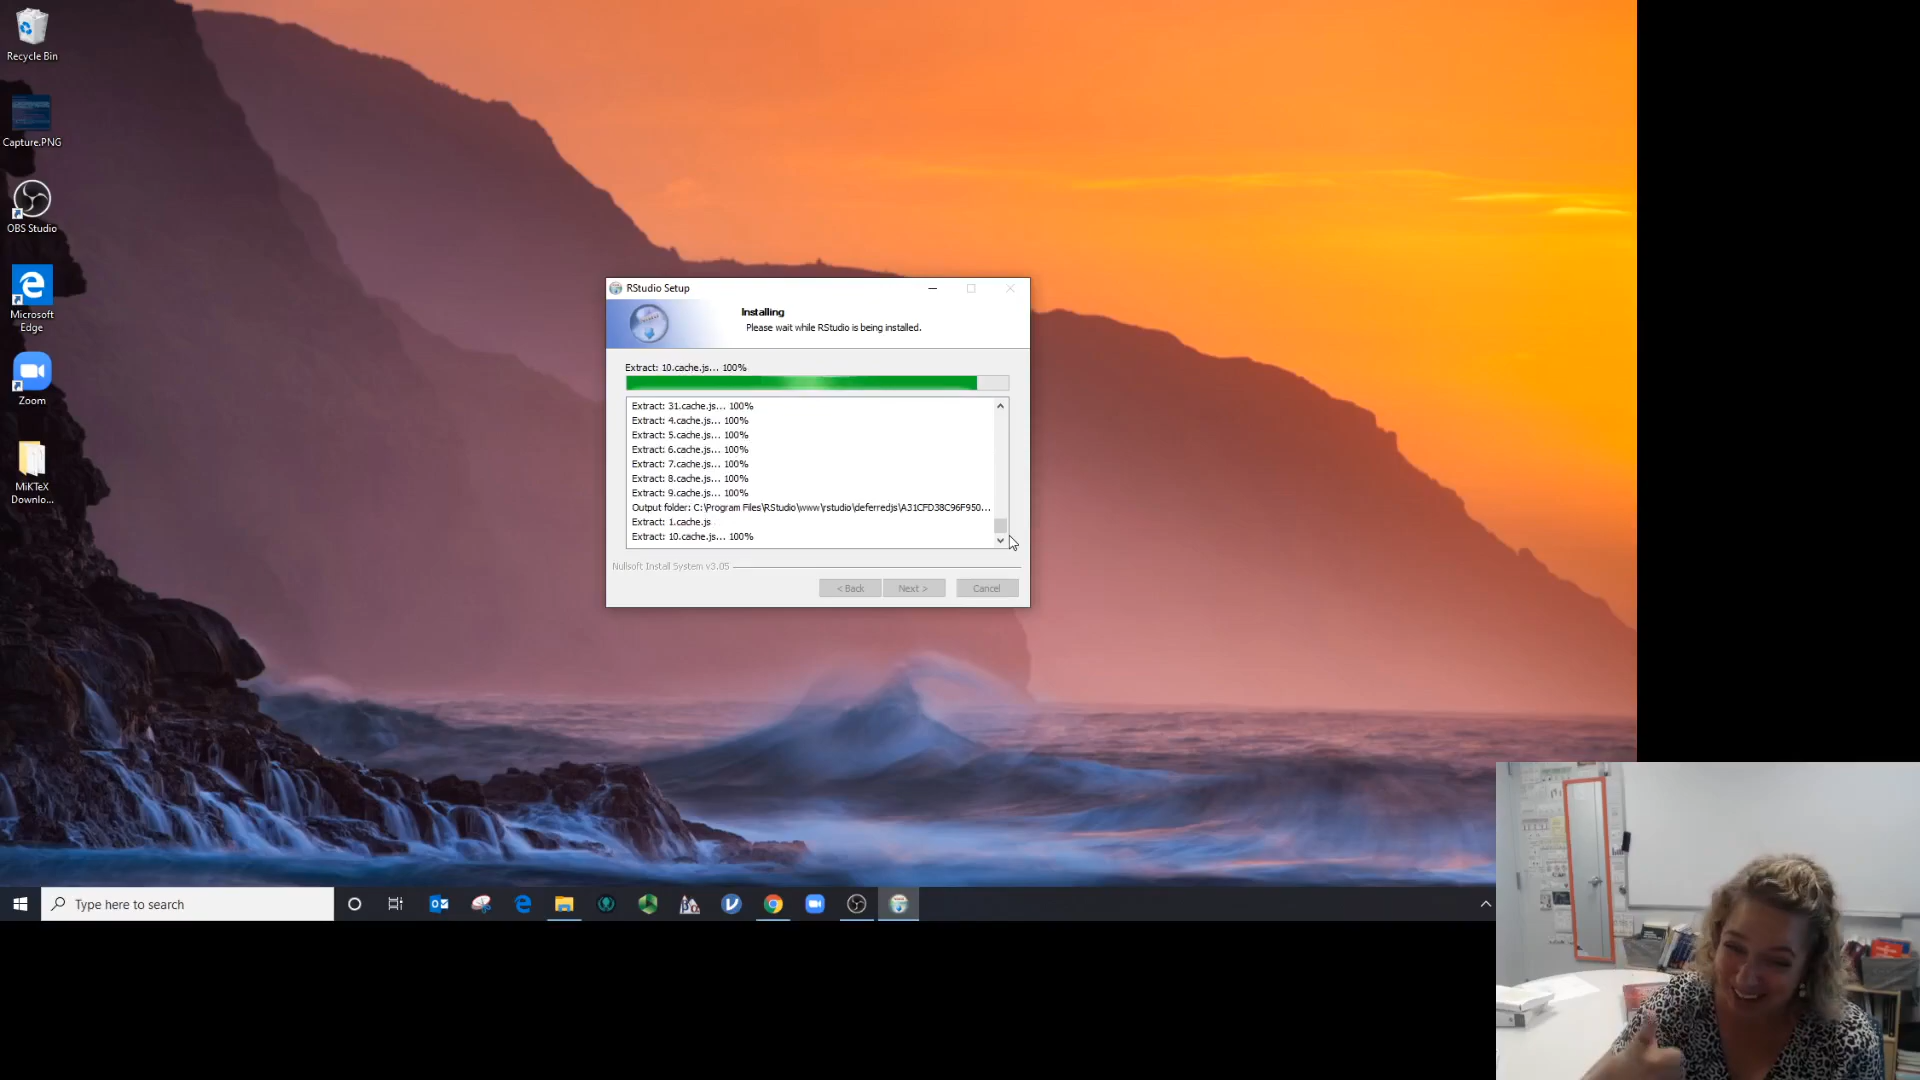 Recycle Bin
Capture.PNG
OBS Studio
Microsoft
Edge
Zoom
MiKTeX
Downlo...
RStudio Setup
Installing
Please wait while RStudio is being installed.
Extract: 10.cache.js... 100%
Extract: 31.cache.js... 100%
Extract: 4.cache.js... 100%
Extract: 5.cache.js... 100%
Extract: 6.cache.js... 100%
Extract: 7.cache.js... 100%
Extract: 8.cache.js... 100%
Extract: 9.cache.js... 100%
Output folder: C:\Program Files\RStudio\www\rstudio\deferredjs\A31CFD38C96F950...
Extract: 1.cache.js
Extract: 10.cache.js... 100%
Nullsoft Install System v3.05
< Back
Next >
Cancel
Type here to search